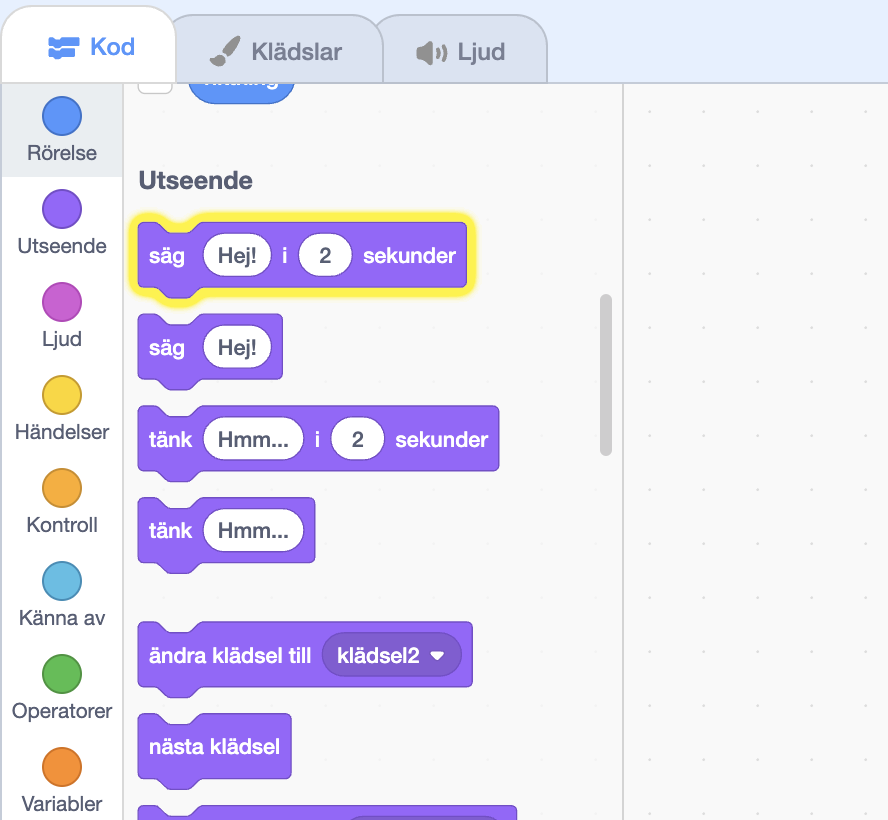 Kod
Klädslar
Ljud
Rörelse
Utseende
Ljud
Händelser
Kontroll
Känna av
Operatorer
Variabler
Utseende
säg Hej! i 2 sekunder
säg Hej!
tänk Hmm... i 2 sekunder
tänk Hmm...
ändra klädsel till klädsel2
nästa klädsel